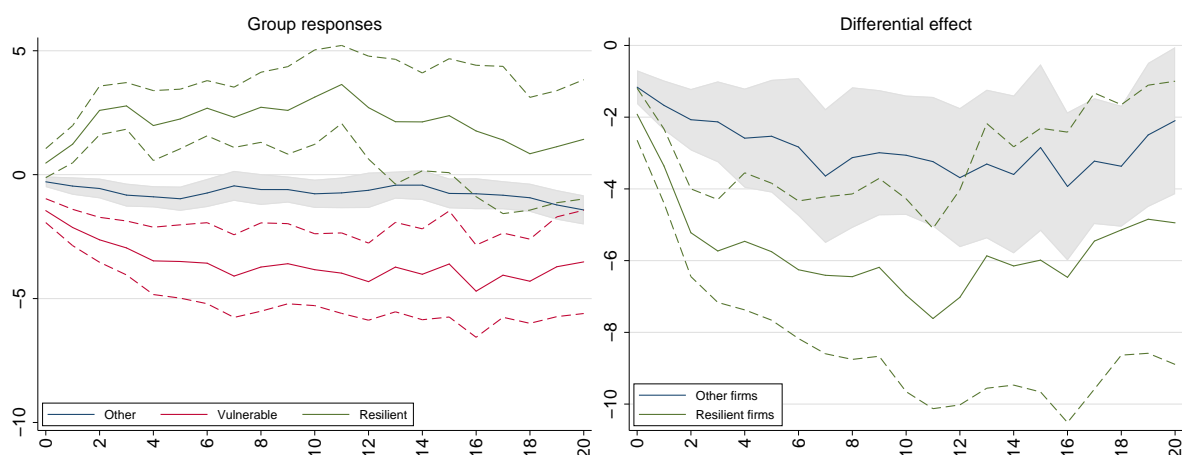 Group responses
5
0
−5
−10
0 2 4 6 8 10 12 14 16 18 20
Other Vulnerable Resilient
Differential effect
0
−2
−4
−6
−8
−10
0 2 4 6 8 10 12 14 16 18 20
Other firms
Resilient firms